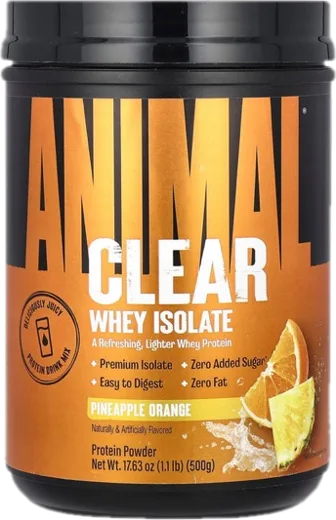 ANIMAL
CLEAR
WHEY ISOLATE
A Refreshing, Lighter Whey Protein
+ Premium Isolate + Zero Added Sugar
+ Easy to Digest + Zero Fat
DELICIOUSLY JUICY
PROTEIN DRINK MIX
PINEAPPLE ORANGE
Naturally & Artificially Flavored
Protein Powder
Net Wt. 17.63 oz (1.1 lb) (500g)